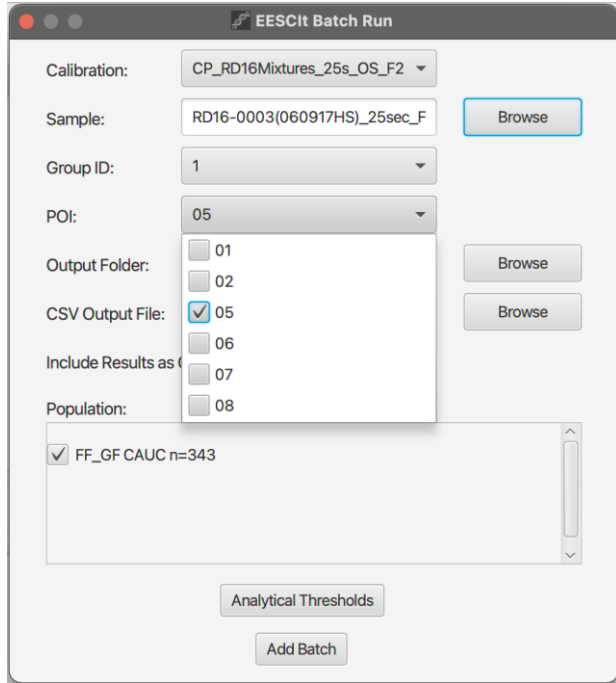 EESCIt Batch Run
Calibration: CP_RD16Mixtures_25s_OS_F2
Sample: RD16-0003(060917HS)_25sec_F Browse
Group ID: 1
POI: 05
01
Output Folder: Browse
02
CSV Output File: 05 Browse
06
Include Results as
07
Population: 08
FF_GF CAUC n=343
Analytical Thresholds
Add Batch